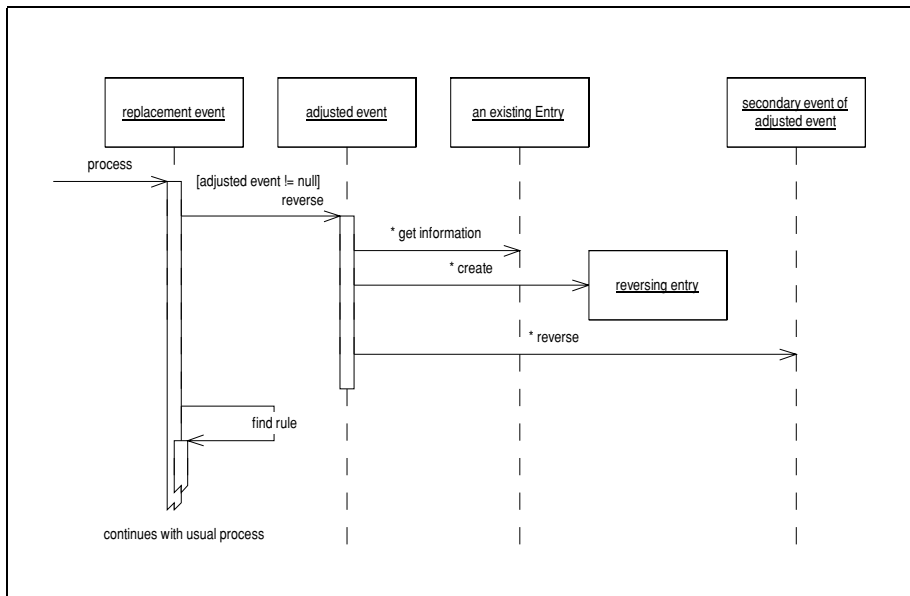 replacement event
adjusted event
an existing Entry
secondary event of
adjusted event
process
[adjusted event != null]
reverse
* get information
* create
reversing entry
* reverse
find rule
continues with usual process